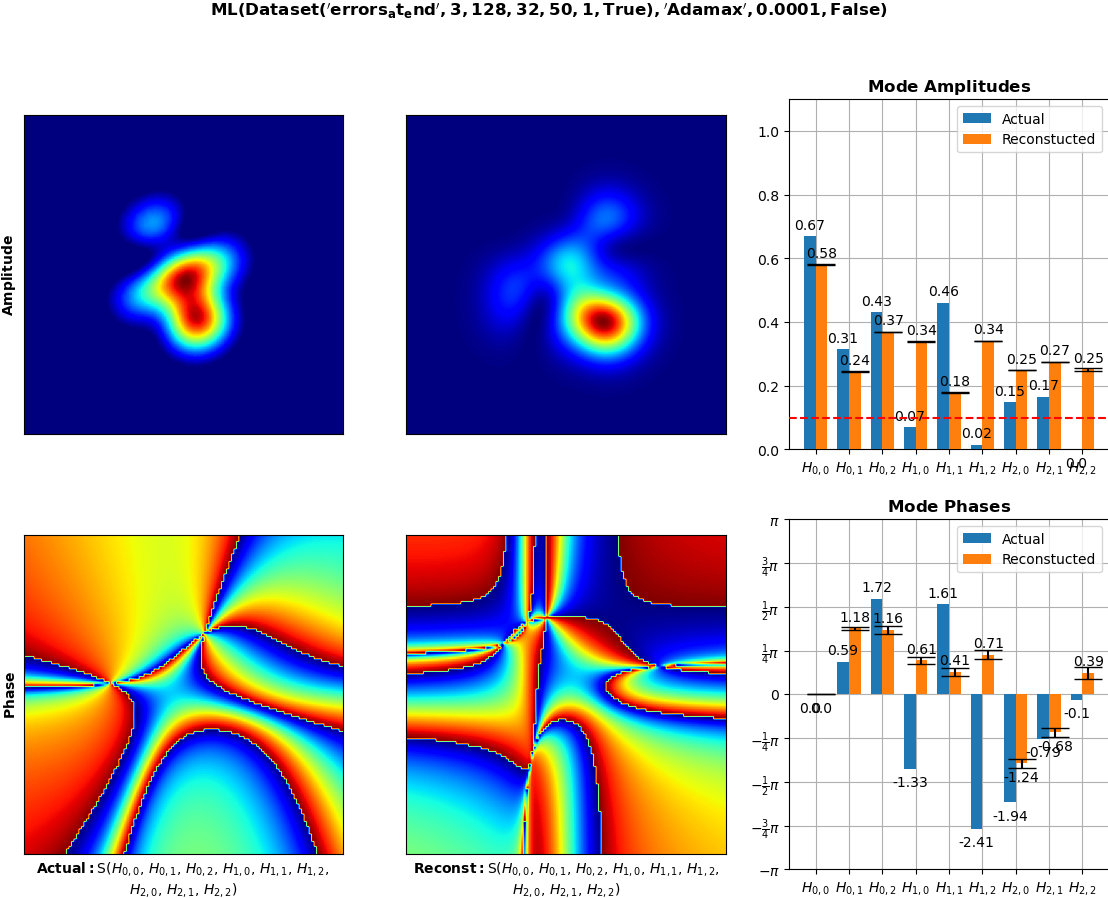 ML(Dataset('errors_at_end', 3, 128, 32, 50, 1, True), 'Adamax', 0.0001, False)
Amplitude
Mode Amplitudes
Actual
Reconstucted
1.0
0.8
0.6
0.4
0.2
0.0
0.67
0.58
0.31
0.24
0.43
0.37
0.07
0.34
0.46
0.18
0.02
0.34
0.15
0.25
0.17
0.27
0.0
0.25
H0,0 H0,1 H0,2 H1,0 H1,1 H1,2 H2,0 H2,1 H2,2
Phase
Actual: S(H0,0, H0,1, H0,2, H1,0, H1,1, H1,2,
H2,0, H2,1, H2,2)
Reconst: S(H0,0, H0,1, H0,2, H1,0, H1,1, H1,2,
H2,0, H2,1, H2,2)
Mode Phases
Actual
Reconstucted
π
3/4π
1/2π
1/4π
0
−1/4π
−1/2π
−3/4π
−π
0.0
0.0
0.59
1.18
1.72
1.16
-1.33
0.61
1.61
0.41
-2.41
0.71
-1.94
-1.24
-0.79
-0.68
-0.1
0.39
H0,0 H0,1 H0,2 H1,0 H1,1 H1,2 H2,0 H2,1 H2,2